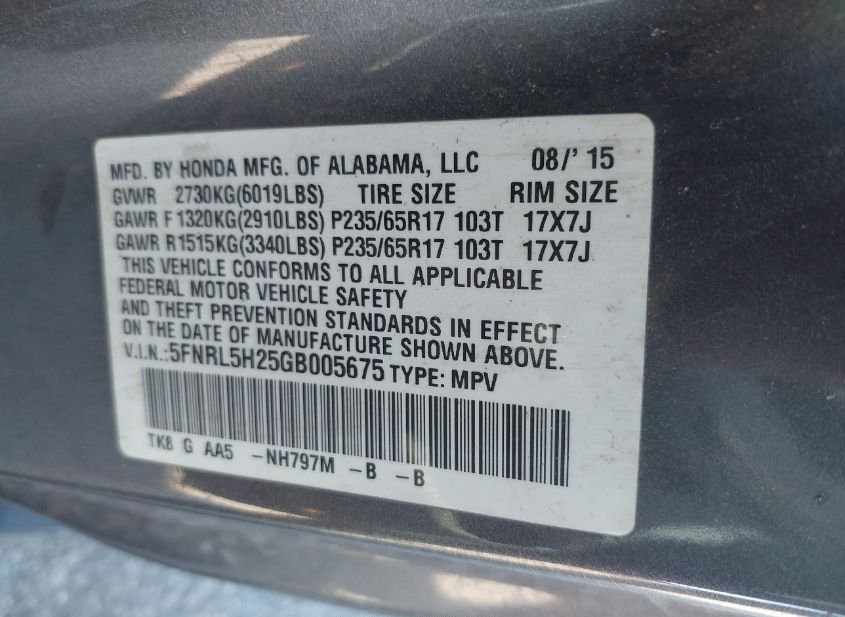 MFD. BY HONDA MFG. OF ALABAMA, LLC 08/' 15
GVWR 2730KG(6019LBS) TIRE SIZE RIM SIZE
GAWR F1320KG(2910LBS) P235/65R17 103T 17X7J
GAWR R1515KG(3340LBS) P235/65R17 103T 17X7J
THIS VEHICLE CONFORMS TO ALL APPLICABLE
FEDERAL MOTOR VEHICLE SAFETY
AND THEFT PREVENTION STANDARDS IN EFFECT
ON THE DATE OF MANUFACTURE SHOWN ABOVE.
V.I.N.:5FNRL5H25GB005675 TYPE: MPV
TK8 G AA5 -NH797M -B -B